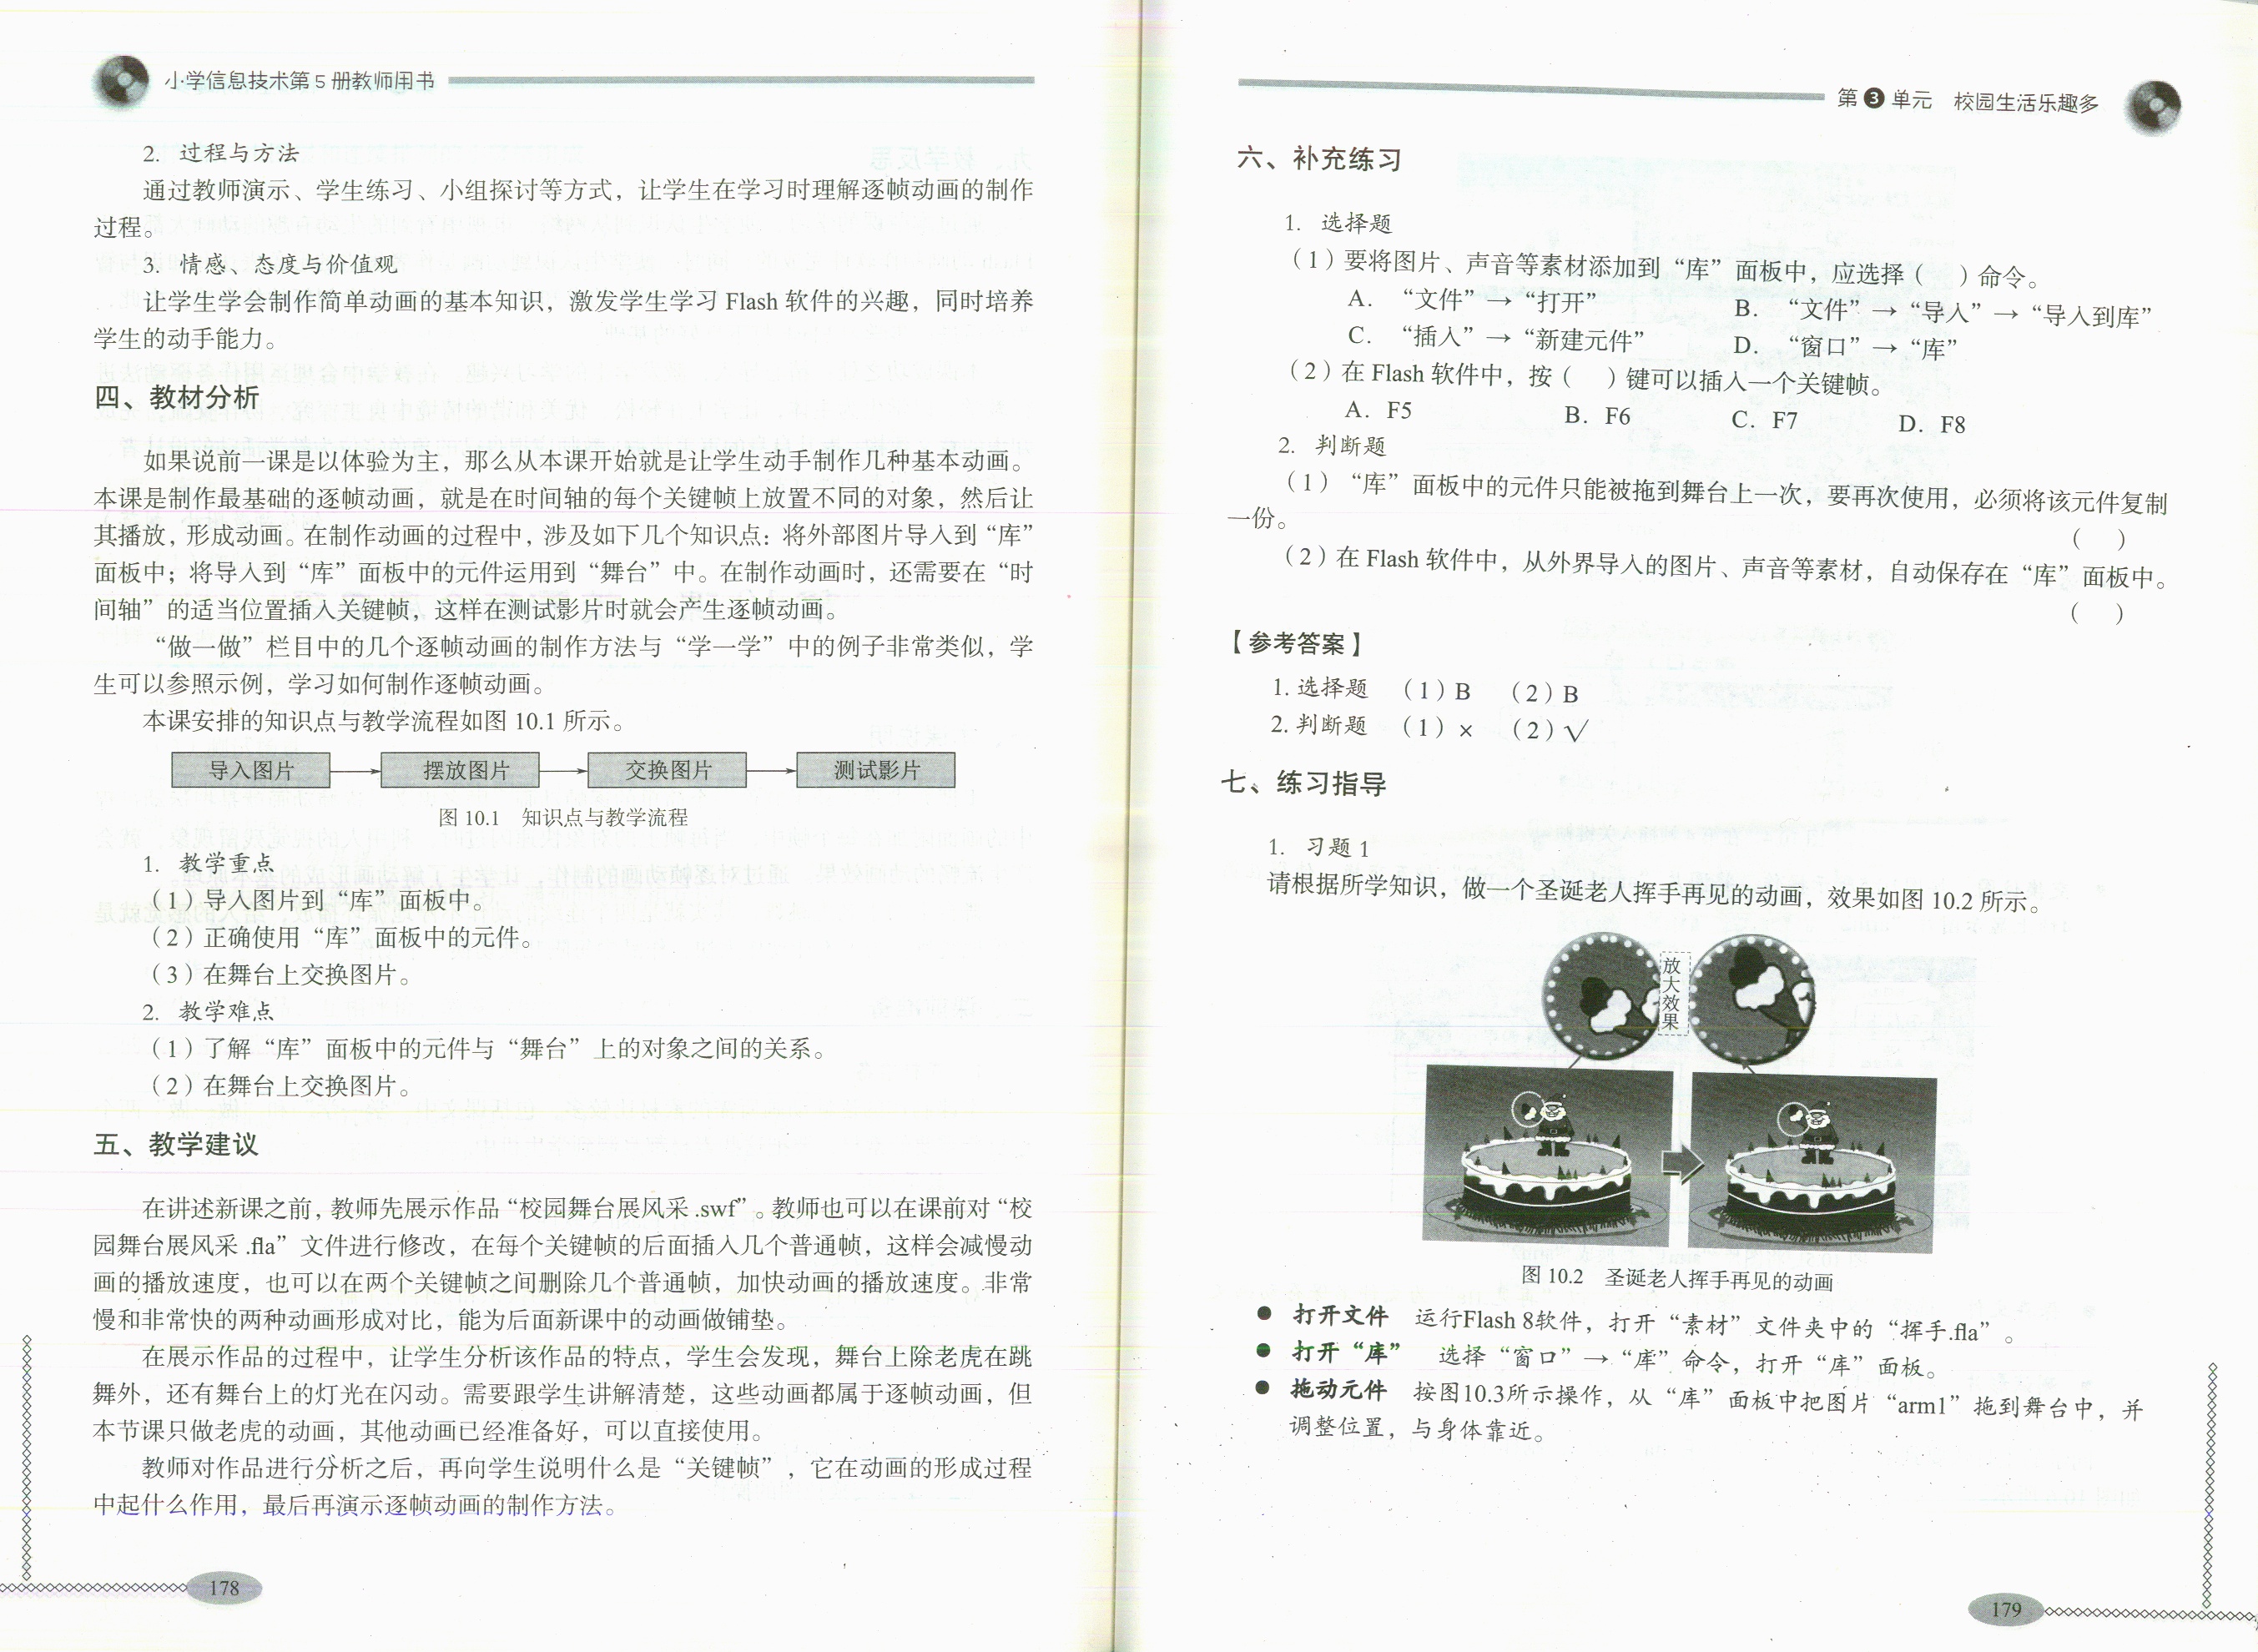 小学信息技术第5册教师用书
2. 过程与方法
通过教师演示、学生练习、小组探讨等方式，让学生在学习时理解逐帧动画的制作
过程。
3. 情感、态度与价值观
让学生学会制作简单动画的基本知识，激发学生学习 Flash 软件的兴趣，同时培养
学生的动手能力。
四、教材分析
如果说前一课是以体验为主，那么从本课开始就是让学生动手制作几种基本动画。
本课是制作最基础的逐帧动画，就是在时间轴的每个关键帧上放置不同的对象，然后让
其播放，形成动画。在制作动画的过程中，涉及如下几个知识点：将外部图片导入到“库”
面板中；将导入到“库”面板中的元件运用到“舞台”中。在制作动画时，还需要在“时
间轴”的适当位置插入关键帧，这样在测试影片时就会产生逐帧动画。
“做一做”栏目中的几个逐帧动画的制作方法与“学一学”中的例子非常类似，学
生可以参照示例，学习如何制作逐帧动画。
本课安排的知识点与教学流程如图 10.1 所示。
导入图片 摆放图片 交换图片 测试影片
图 10.1 知识点与教学流程
1. 教学重点
（1）导入图片到“库”面板中。
（2）正确使用“库”面板中的元件。
（3）在舞台上交换图片。
2. 教学难点
（1）了解“库”面板中的元件与“舞台”上的对象之间的关系。
（2）在舞台上交换图片。
五、教学建议
在讲述新课之前，教师先展示作品“校园舞台展风采.swf”。教师也可以在课前对“校
园舞台展风采.fla”文件进行修改，在每个关键帧的后面插入几个普通帧，这样会减慢动
画的播放速度，也可以在两个关键帧之间删除几个普通帧，加快动画的播放速度。非常
慢和非常快的两种动画形成对比，能为后面新课中的动画做铺垫。
在展示作品的过程中，让学生分析该作品的特点，学生会发现，舞台上除老虎在跳
舞外，还有舞台上的灯光在闪动。需要跟学生讲解清楚，这些动画都属于逐帧动画，但
本节课只做老虎的动画，其他动画已经准备好，可以直接使用。
教师对作品进行分析之后，再向学生说明什么是“关键帧”，它在动画的形成过程
中起什么作用，最后再演示逐帧动画的制作方法。
178
第3单元 校园生活乐趣多
六、补充练习
1. 选择题
（1）要将图片、声音等素材添加到“库”面板中，应选择（ ）命令。
A. “文件”→“打开” B. “文件”→“导入”→“导入到库”
C. “插入”→“新建元件” D. “窗口”→“库”
（2）在 Flash 软件中，按（ ）键可以插入一个关键帧。
A. F5 B. F6 C. F7 D. F8
2. 判断题
（1）“库”面板中的元件只能被拖到舞台上一次，要再次使用，必须将该元件复制
一份。 （ ）
（2）在 Flash 软件中，从外界导入的图片、声音等素材，自动保存在“库”面板中。
（ ）
【参考答案】
1. 选择题 （1）B （2）B
2. 判断题 （1）× （2）√
七、练习指导
1. 习题 1
请根据所学知识，做一个圣诞老人挥手再见的动画，效果如图 10.2 所示。
放大效果
图 10.2 圣诞老人挥手再见的动画
● 打开文件 运行Flash 8软件，打开“素材”文件夹中的“挥手.fla”。
● 打开“库” 选择“窗口”→“库”命令，打开“库”面板。
● 拖动元件 按图10.3所示操作，从“库”面板中把图片“arm1”拖到舞台中，并
调整位置，与身体靠近。
179